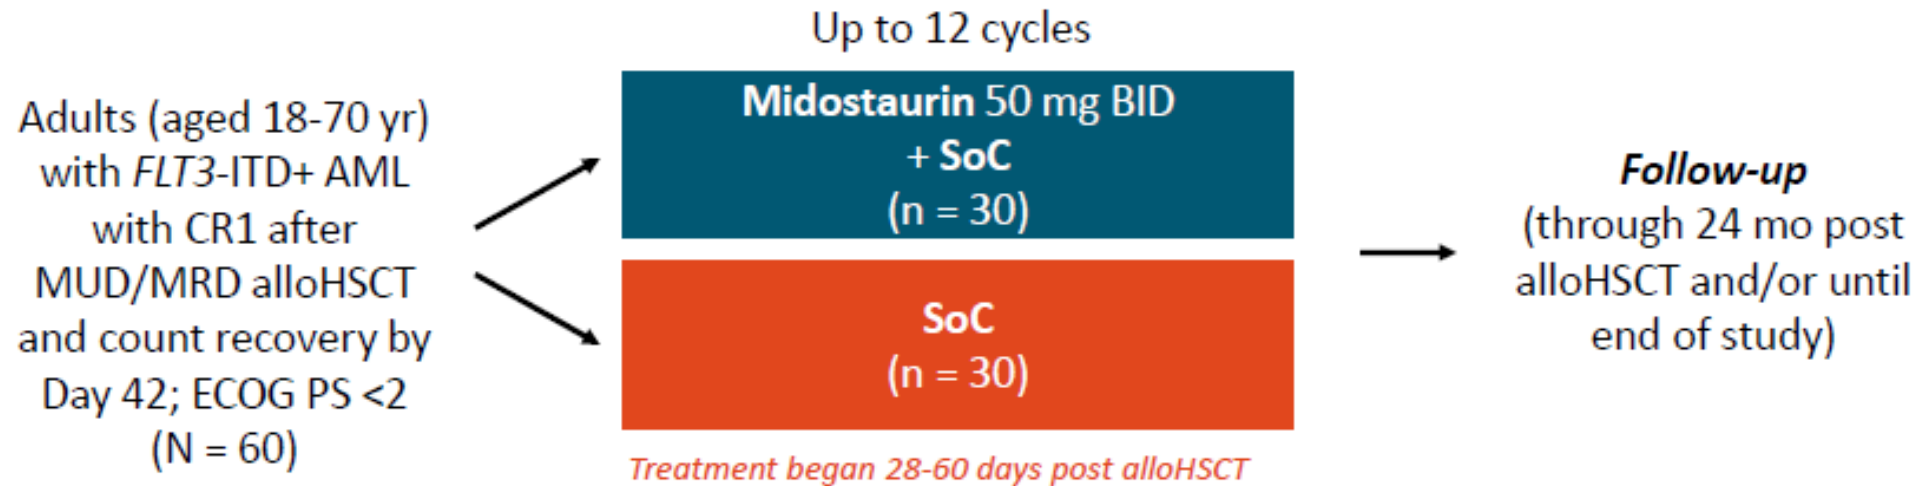 Up to 12 cycles
Adults (aged 18-70 yr)
with FLT3-ITD+ AML
with CR1 after
MUD/MRD alloHSCT
and count recovery by
Day 42; ECOG PS <2
(N = 60)
Midostaurin 50 mg BID
+ SoC
(n = 30)
SoC
(n = 30)
Treatment began 28-60 days post alloHSCT
Follow-up
(through 24 mo post
alloHSCT and/or until
end of study)